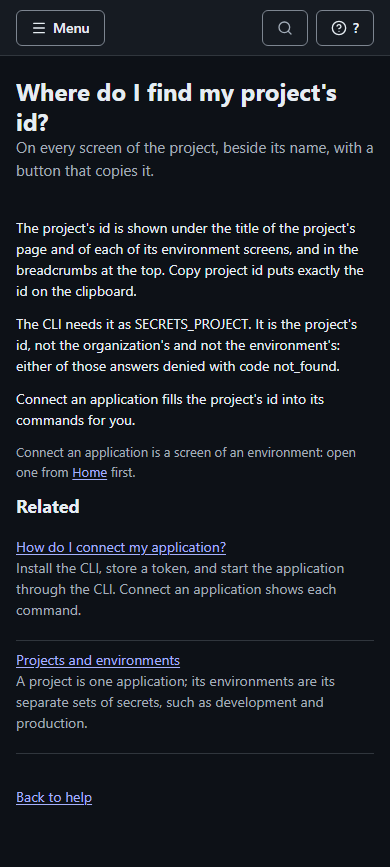 Menu
?
Where do I find my project's
id?
On every screen of the project, beside its name, with a
button that copies it.
The project's id is shown under the title of the project's
page and of each of its environment screens, and in the
breadcrumbs at the top. Copy project id puts exactly the
id on the clipboard.
The CLI needs it as SECRETS_PROJECT. It is the project's
id, not the organization's and not the environment's:
either of those answers denied with code not_found.
Connect an application fills the project's id into its
commands for you.
Connect an application is a screen of an environment: open
one from Home first.
Related
How do I connect my application?
Install the CLI, store a token, and start the application
through the CLI. Connect an application shows each
command.
Projects and environments
A project is one application; its environments are its
separate sets of secrets, such as development and
production.
Back to help